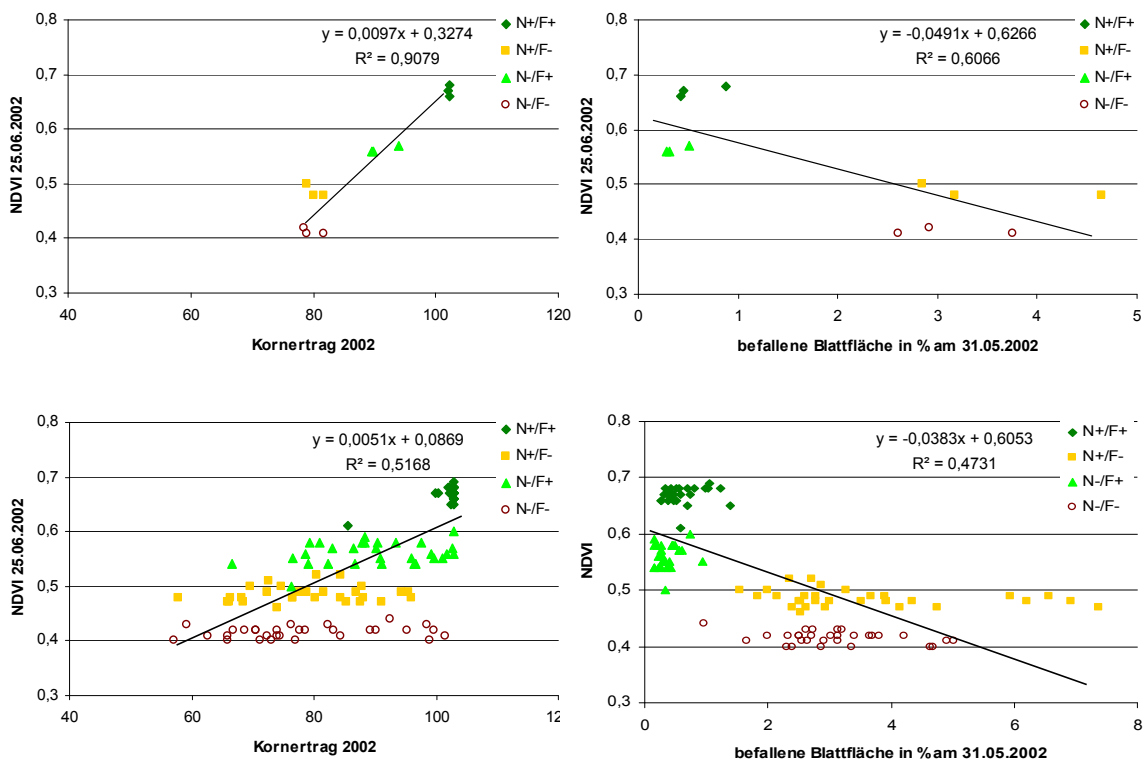 0,8
0,7
0,6
0,5
0,4
0,3
NDVI 25.06.2002
y = 0,0097x + 0,3274
R² = 0,9079
N+/F+
N+/F-
N-/F+
N-/F-
40
60
80
100
120
Kornertrag 2002
0,8
0,7
0,6
0,5
0,4
0,3
NDVI 25.06.2002
y = -0,0491x + 0,6266
R² = 0,6066
N+/F+
N+/F-
N-/F+
N-/F-
0
1
2
3
4
5
befallene Blattfläche in % am 31.05.2002
0,8
0,7
0,6
0,5
0,4
0,3
NDVI 25.06.2002
y = 0,0051x + 0,0869
R² = 0,5168
N+/F+
N+/F-
N-/F+
N-/F-
40
60
80
100
120
Kornertrag 2002
0,8
0,7
0,6
0,5
0,4
0,3
NDVI
y = -0,0383x + 0,6053
R² = 0,4731
N+/F+
N+/F-
N-/F+
N-/F-
0
2
4
6
8
befallene Blattfläche in % am 31.05.2002